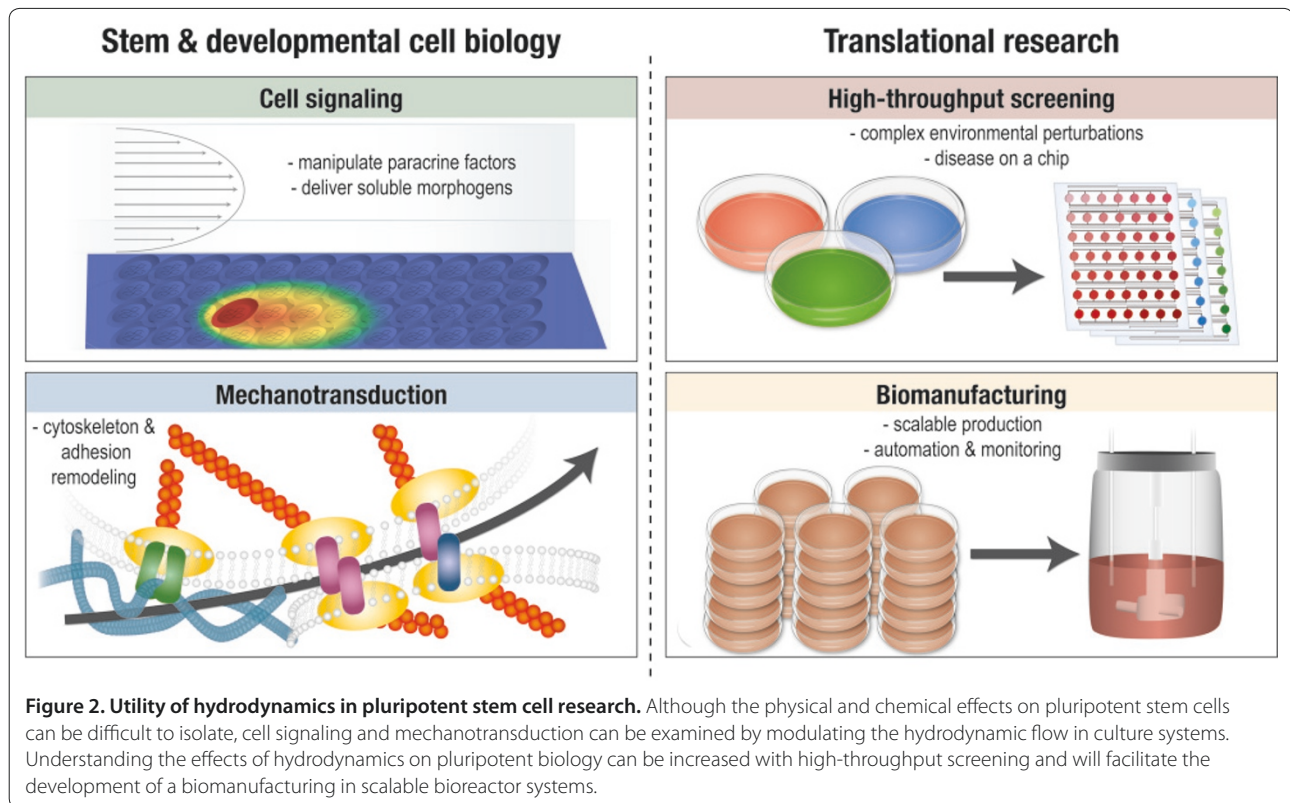 Stem & developmental cell biology
Translational research
Cell signaling
- manipulate paracrine factors
- deliver soluble morphogens
High-throughput screening
- complex environmental perturbations
- disease on a chip
Mechanotransduction
- cytoskeleton &
adhesion
remodeling
Biomanufacturing
- scalable production
- automation & monitoring
Figure 2. Utility of hydrodynamics in pluripotent stem cell research. Although the physical and chemical effects on pluripotent stem cells
can be difficult to isolate, cell signaling and mechanotransduction can be examined by modulating the hydrodynamic flow in culture systems.
Understanding the effects of hydrodynamics on pluripotent biology can be increased with high-throughput screening and will facilitate the
development of a biomanufacturing in scalable bioreactor systems.